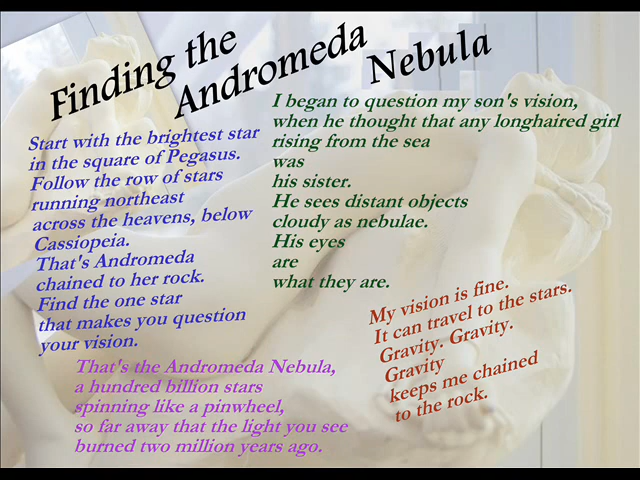 Finding the
Andromeda
Nebula
Start with the brightest star
in the square of Pegasus.
Follow the row of stars
running northeast
across the heavens, below
Cassiopeia.
That's Andromeda
chained to her rock.
Find the one star
that makes you question
your vision.
That's the Andromeda Nebula,
a hundred billion stars
spinning like a pinwheel,
so far away that the light you see
burned two million years ago.
I began to question my son's vision,
when he thought that any longhaired girl
rising from the sea
was
his sister.
He sees distant objects
cloudy as nebulae.
His eyes
are
what they are.
My vision is fine.
It can travel to the stars.
Gravity. Gravity.
Gravity
keeps me chained
to the rock.